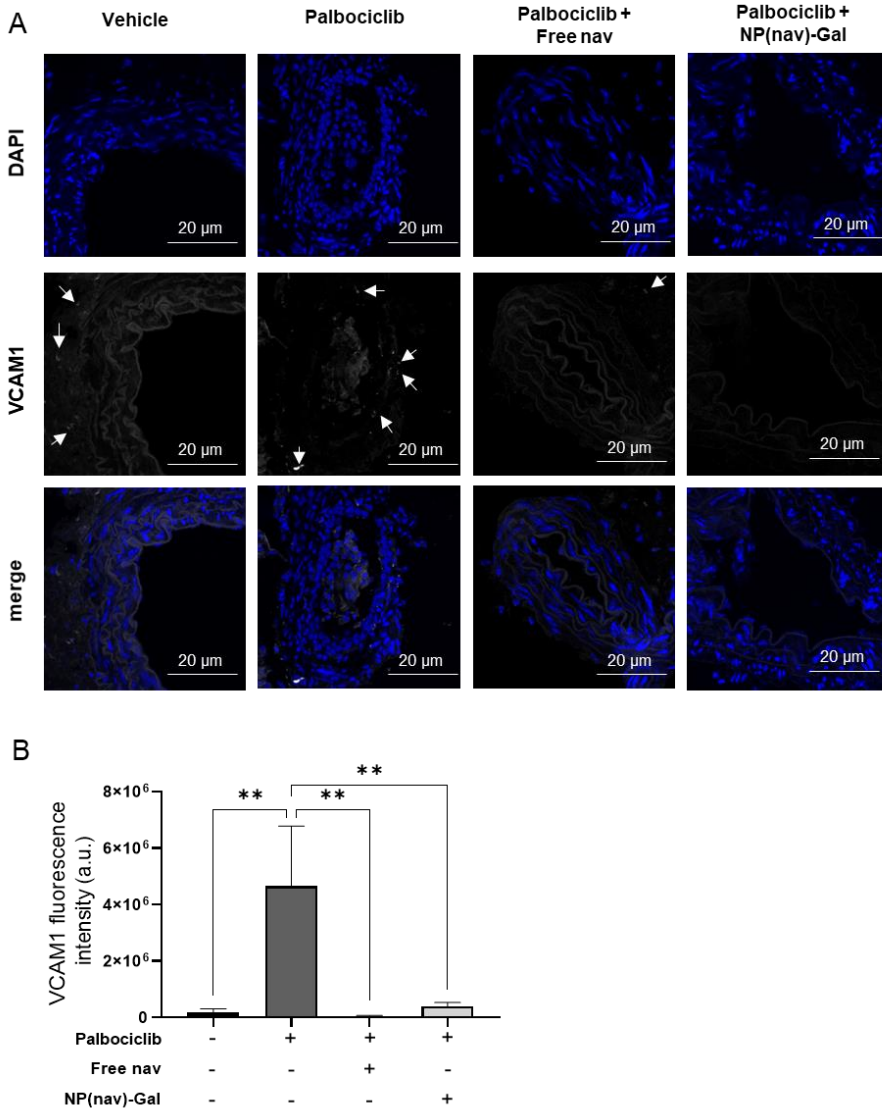 A
Vehicle
Palbociclib
Palbociclib +
Free nav
Palbociclib +
NP(nav)-Gal
DAPI
20 µm
20 µm
20 µm
20 µm
VCAM1
20 µm
20 µm
20 µm
20 µm
merge
20 µm
20 µm
20 µm
20 µm
B
VCAM1 fluorescence
intensity (a.u.)
8×10⁶
6×10⁶
4×10⁶
2×10⁶
0
**
**
**
Palbociclib - + + +
Free nav - - + -
NP(nav)-Gal - - - +